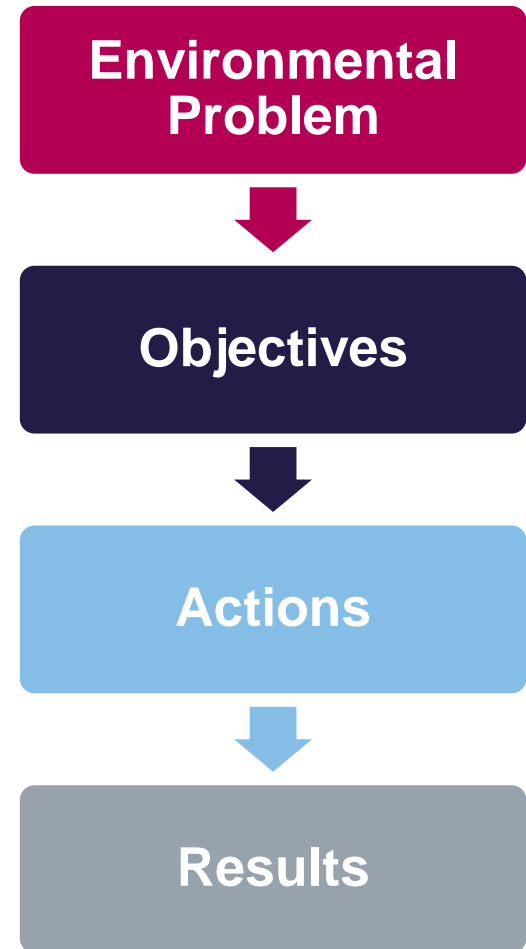 Environmental
Problem
Objectives
Actions
Results